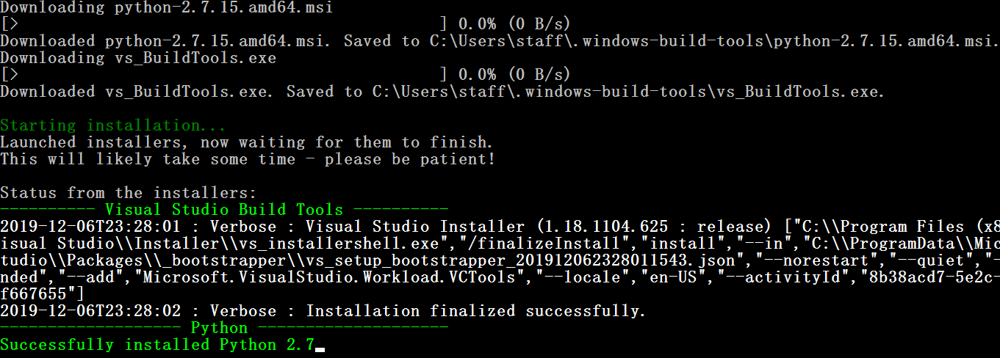 Downloading python-2.7.15.amd64.msi
[> ] 0.0% (0 B/s)
Downloaded python-2.7.15.amd64.msi. Saved to C:\Users\staff\.windows-build-tools\python-2.7.15.amd64.msi.
Downloading vs_BuildTools.exe
[> ] 0.0% (0 B/s)
Downloaded vs_BuildTools.exe. Saved to C:\Users\staff\.windows-build-tools\vs_BuildTools.exe.
Starting installation...
Launched installers, now waiting for them to finish.
This will likely take some time - please be patient!
Status from the installers:
---------- Visual Studio Build Tools ----------
2019-12-06T23:28:01 : Verbose : Visual Studio Installer (1.18.1104.625 : release) ["C:\\Program Files (x8
isual Studio\\Installer\\vs_installershell.exe","/finalizeInstall","install","--in","C:\\ProgramData\\Mic
tudio\\Packages\\_bootstrapper\\vs_setup_bootstrapper_201912062328011543.json","--norestart","--quiet","-
nded","--add","Microsoft.VisualStudio.Workload.VCTools","--locale","en-US","--activityId","8b38acd7-5e2c-
f667655"]
2019-12-06T23:28:02 : Verbose : Installation finalized successfully.
------------------- Python --------------------
Successfully installed Python 2.7